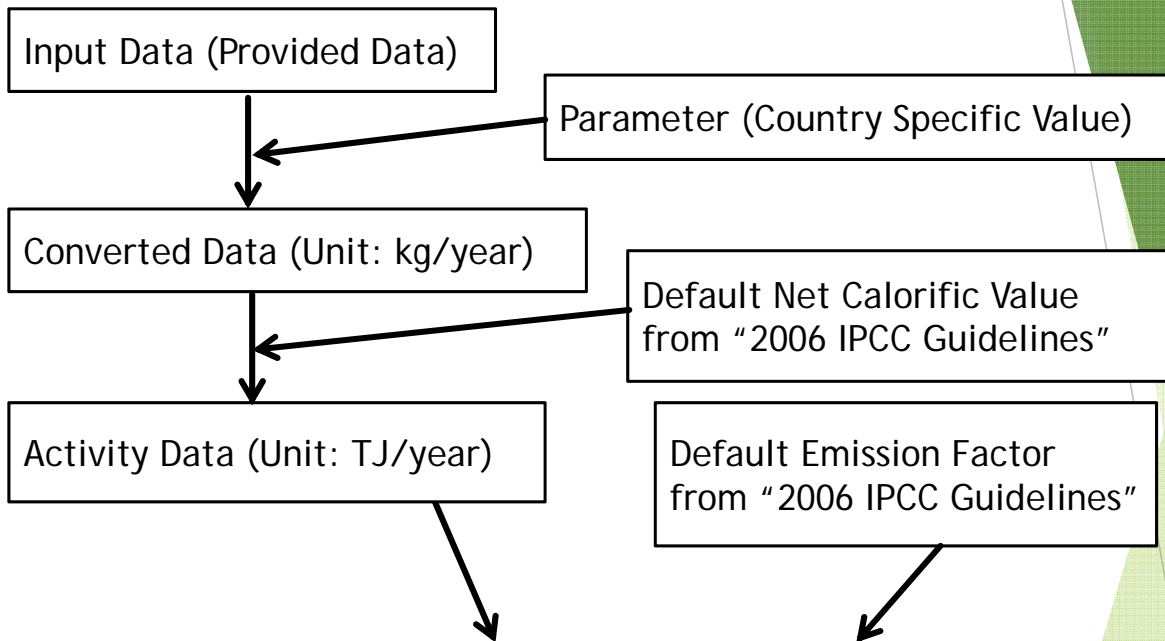 Input Data (Provided Data)
Parameter (Country Specific Value)
Converted Data (Unit: kg/year)
Default Net Calorific Value
from “2006 IPCC Guidelines”
Activity Data (Unit: TJ/year)
Default Emission Factor
from “2006 IPCC Guidelines”